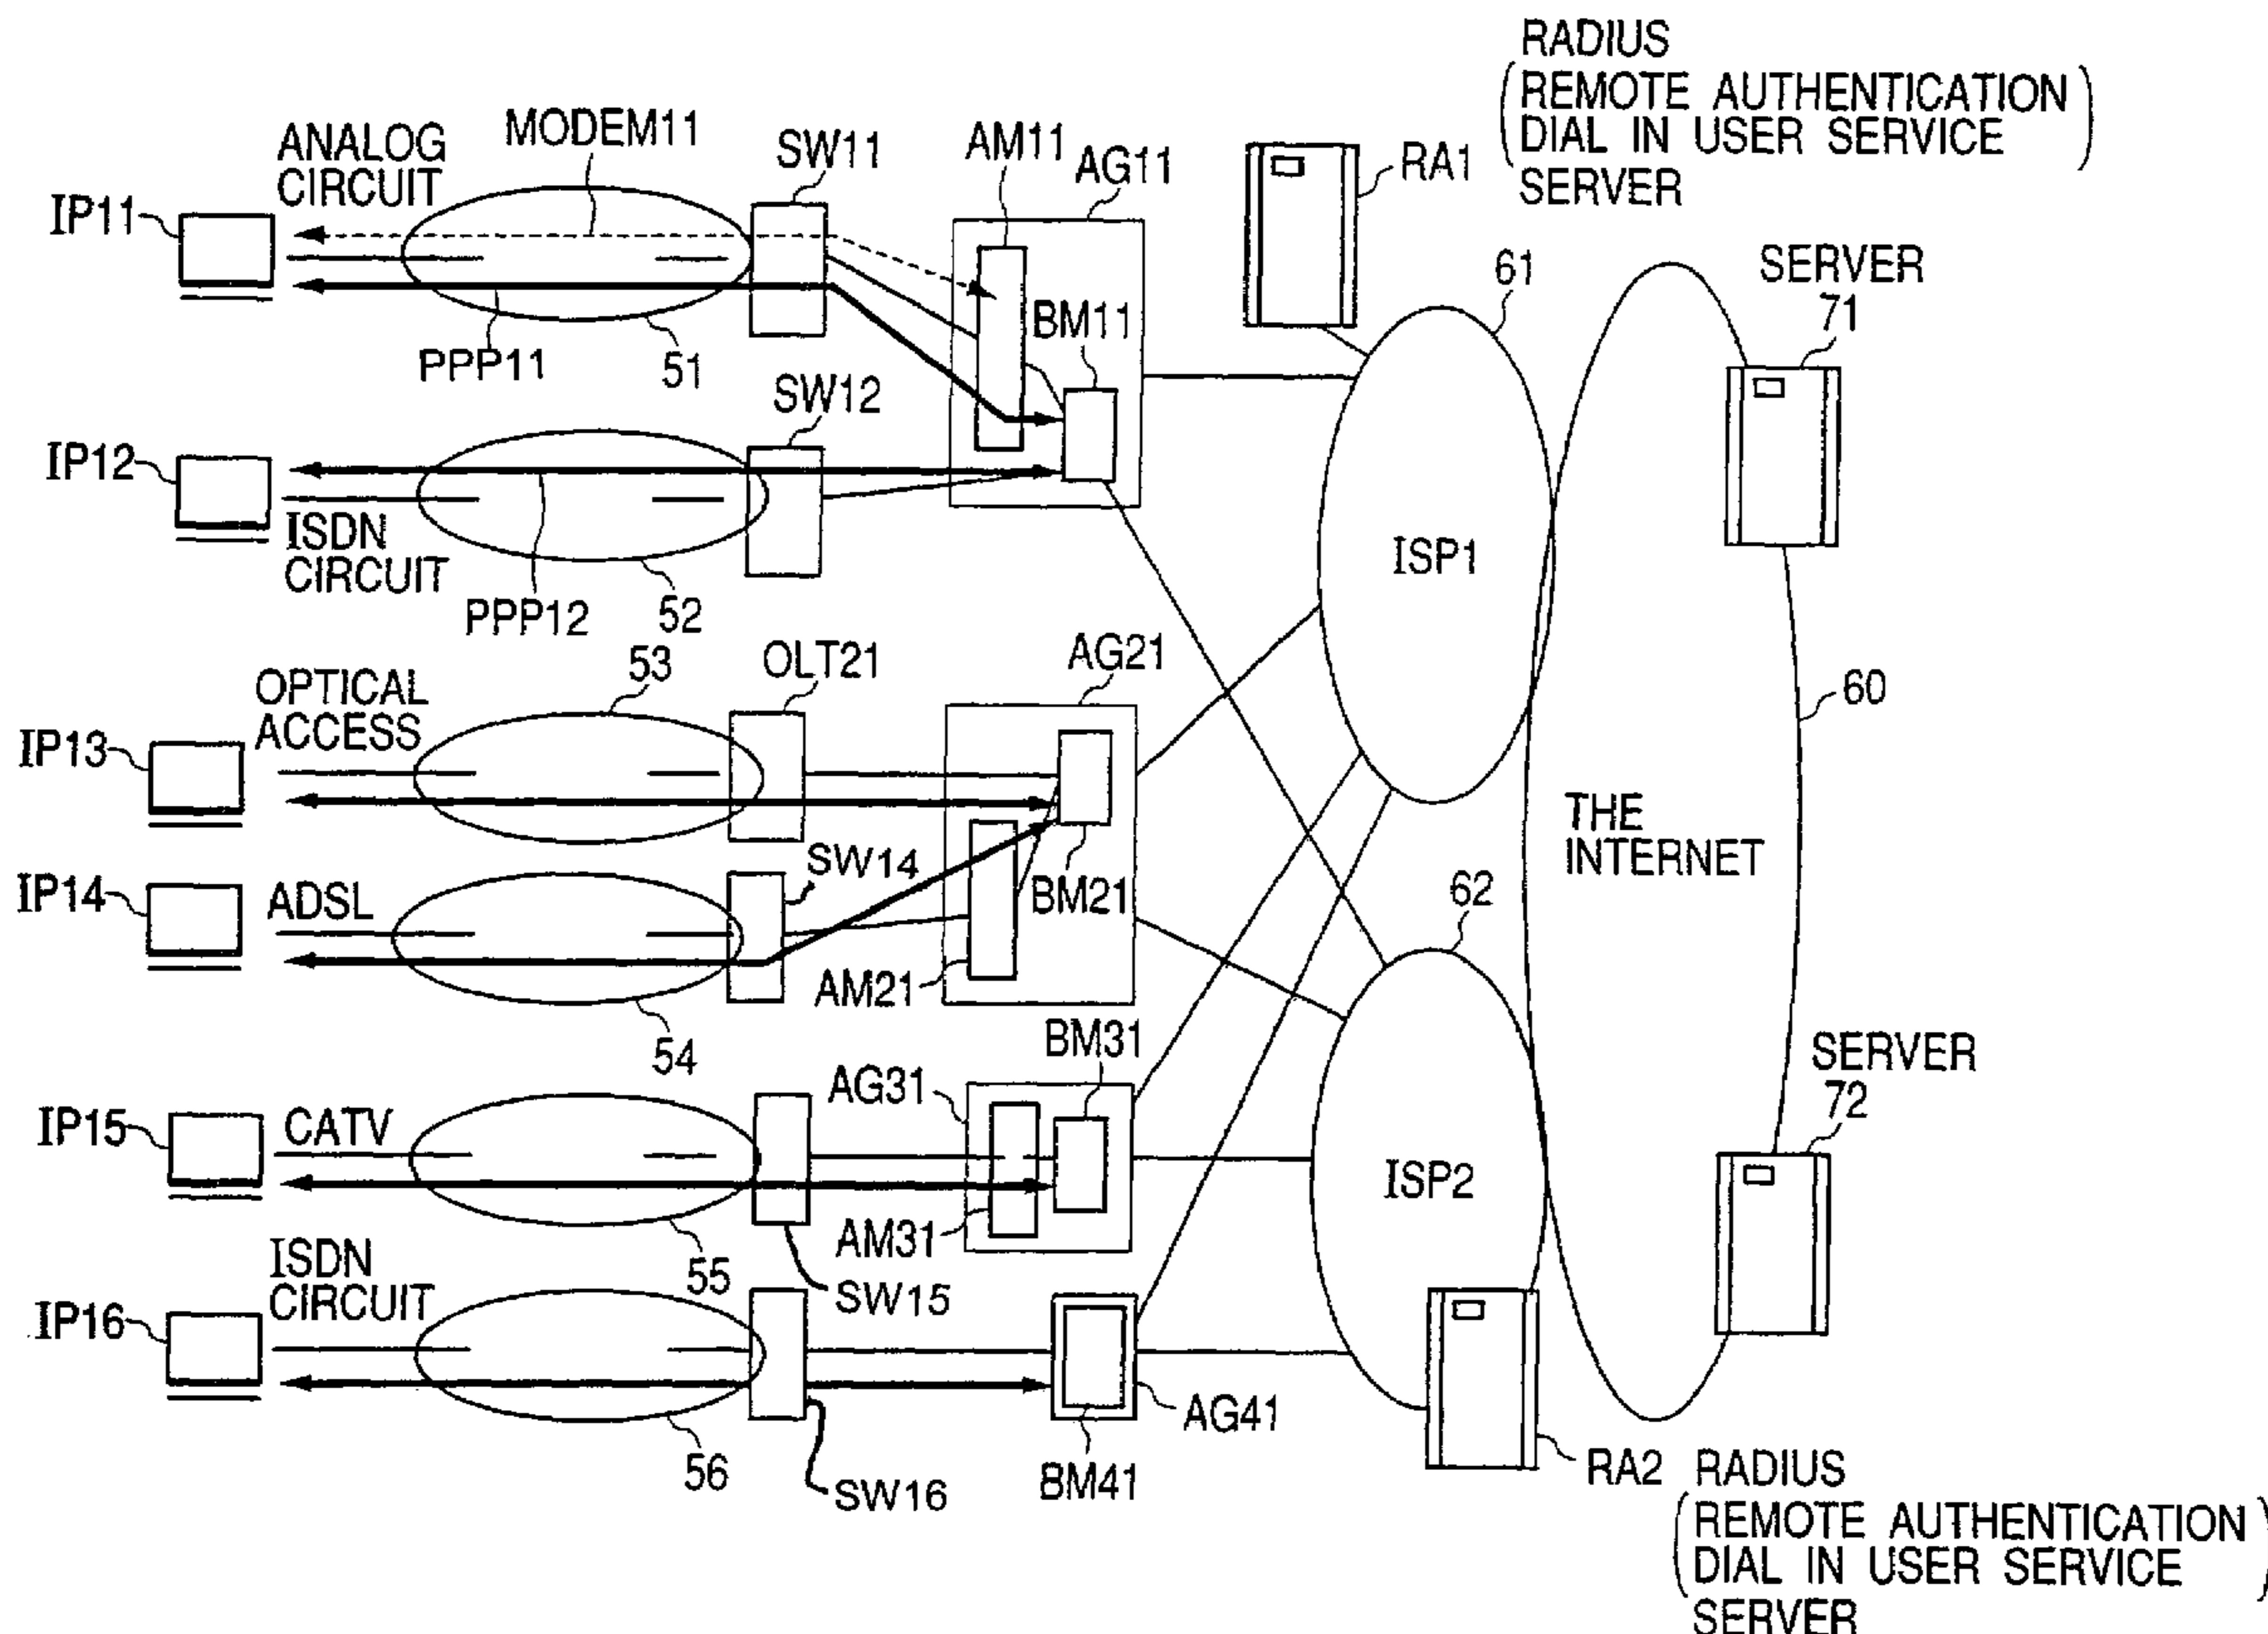 RADIUS
(REMOTE AUTHENTICATION
DIAL IN USER SERVICE)
SERVER
RA1
ANALOG
CIRCUIT
MODEM11
SW11
AM11
AG11
IP11
BM11
PPP11
51
61
SERVER
71
SW12
IP12
ISDN
CIRCUIT
PPP12
52
ISP1
53
OLT21
AG21
OPTICAL
ACCESS
IP13
60
THE
INTERNET
SW14
IP14
ADSL
BM21
AM21
54
62
BM31
AG31
SERVER
72
IP15
CATV
AM31
55
SW15
ISP2
ISDN
CIRCUIT
IP16
AG41
56
SW16
BM41
RA2
RADIUS
(REMOTE AUTHENTICATION
DIAL IN USER SERVICE)
SERVER